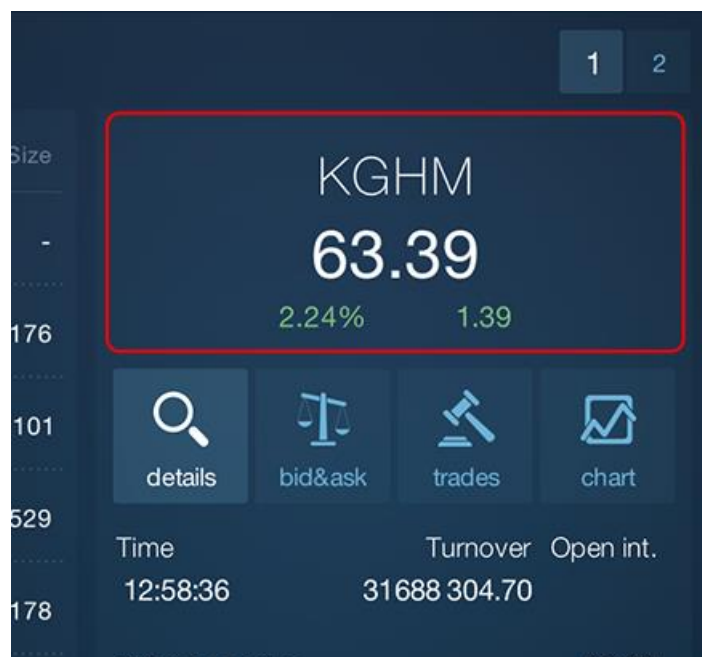 1 2
Size
KGHM
-
63.39
2.24% 1.39
176
101
details bid&ask trades chart
529
Time Turnover Open int.
12:58:36 31688 304.70
178